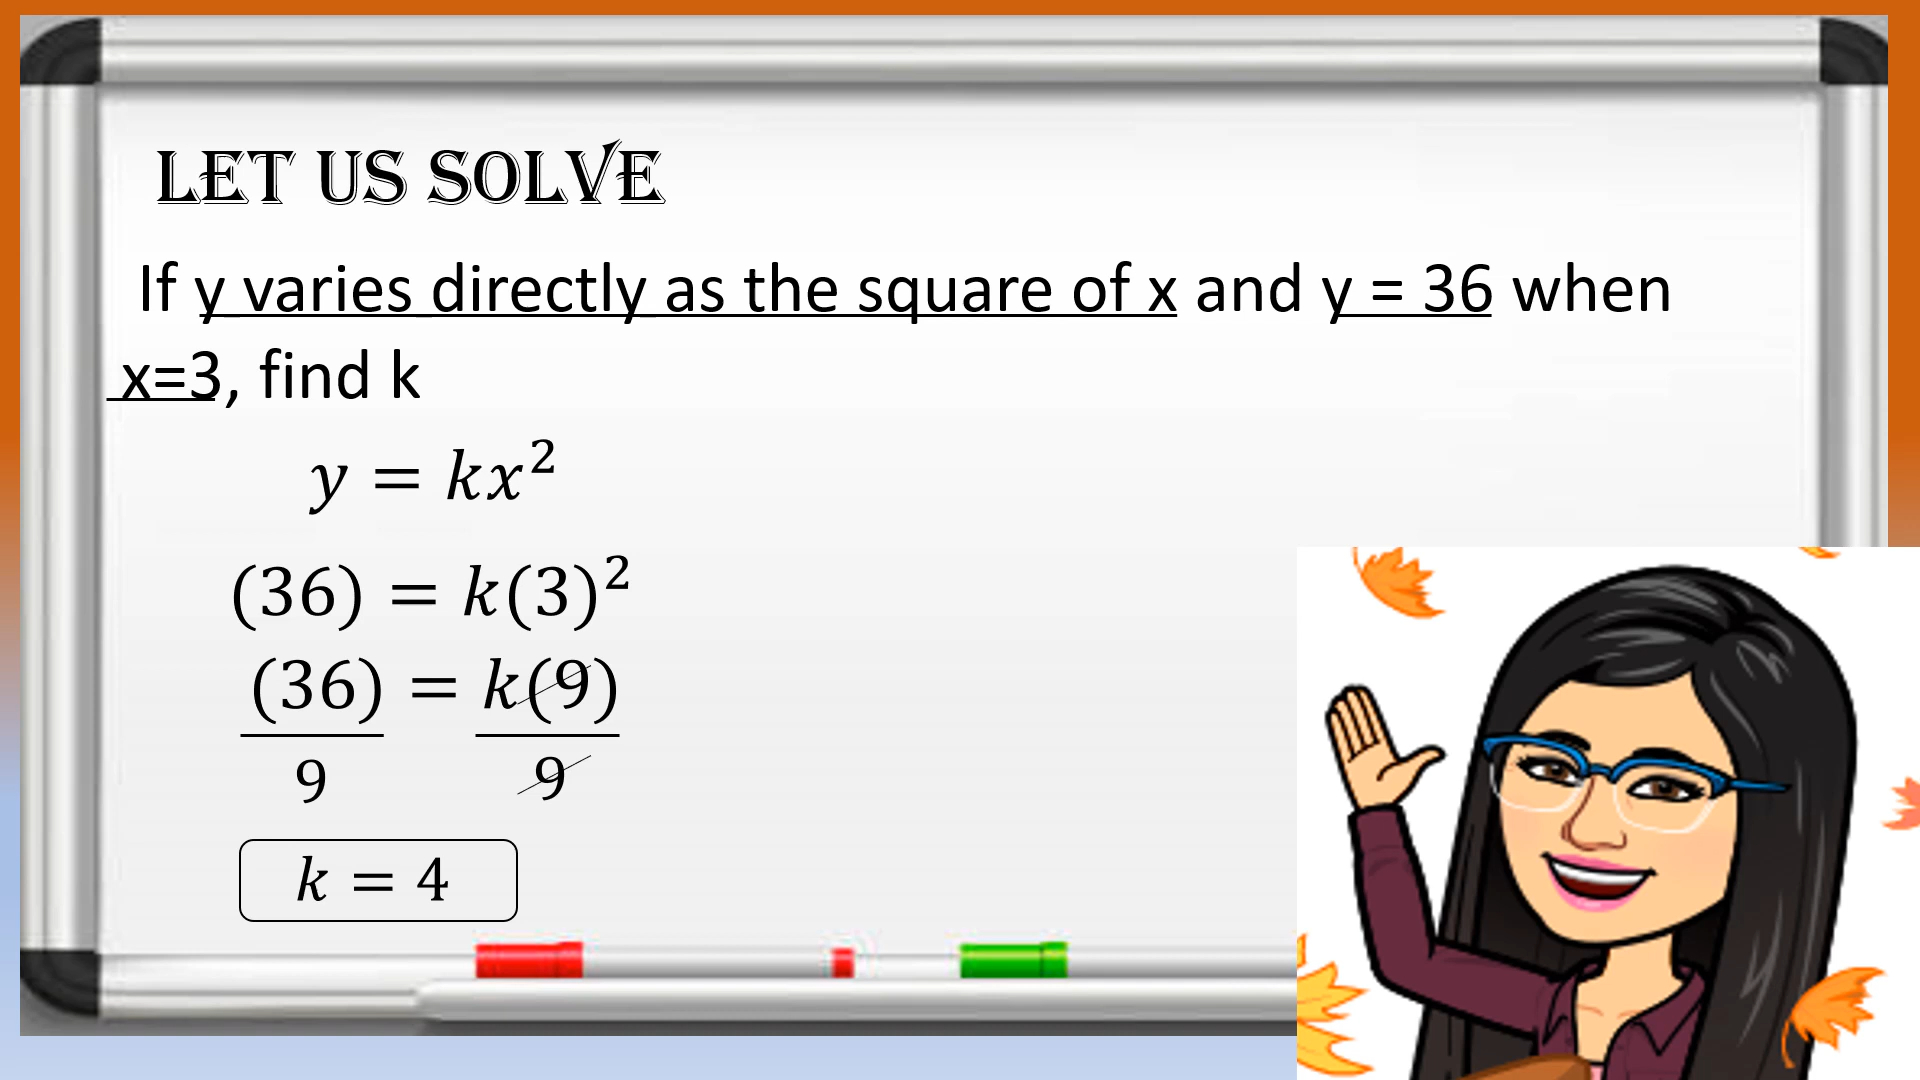 LET US SOLVE
If y varies directly as the square of x and y = 36 when
x=3, find k
y = kx²
(36) = k(3)²
(36) = k(9)
9 9
k = 4